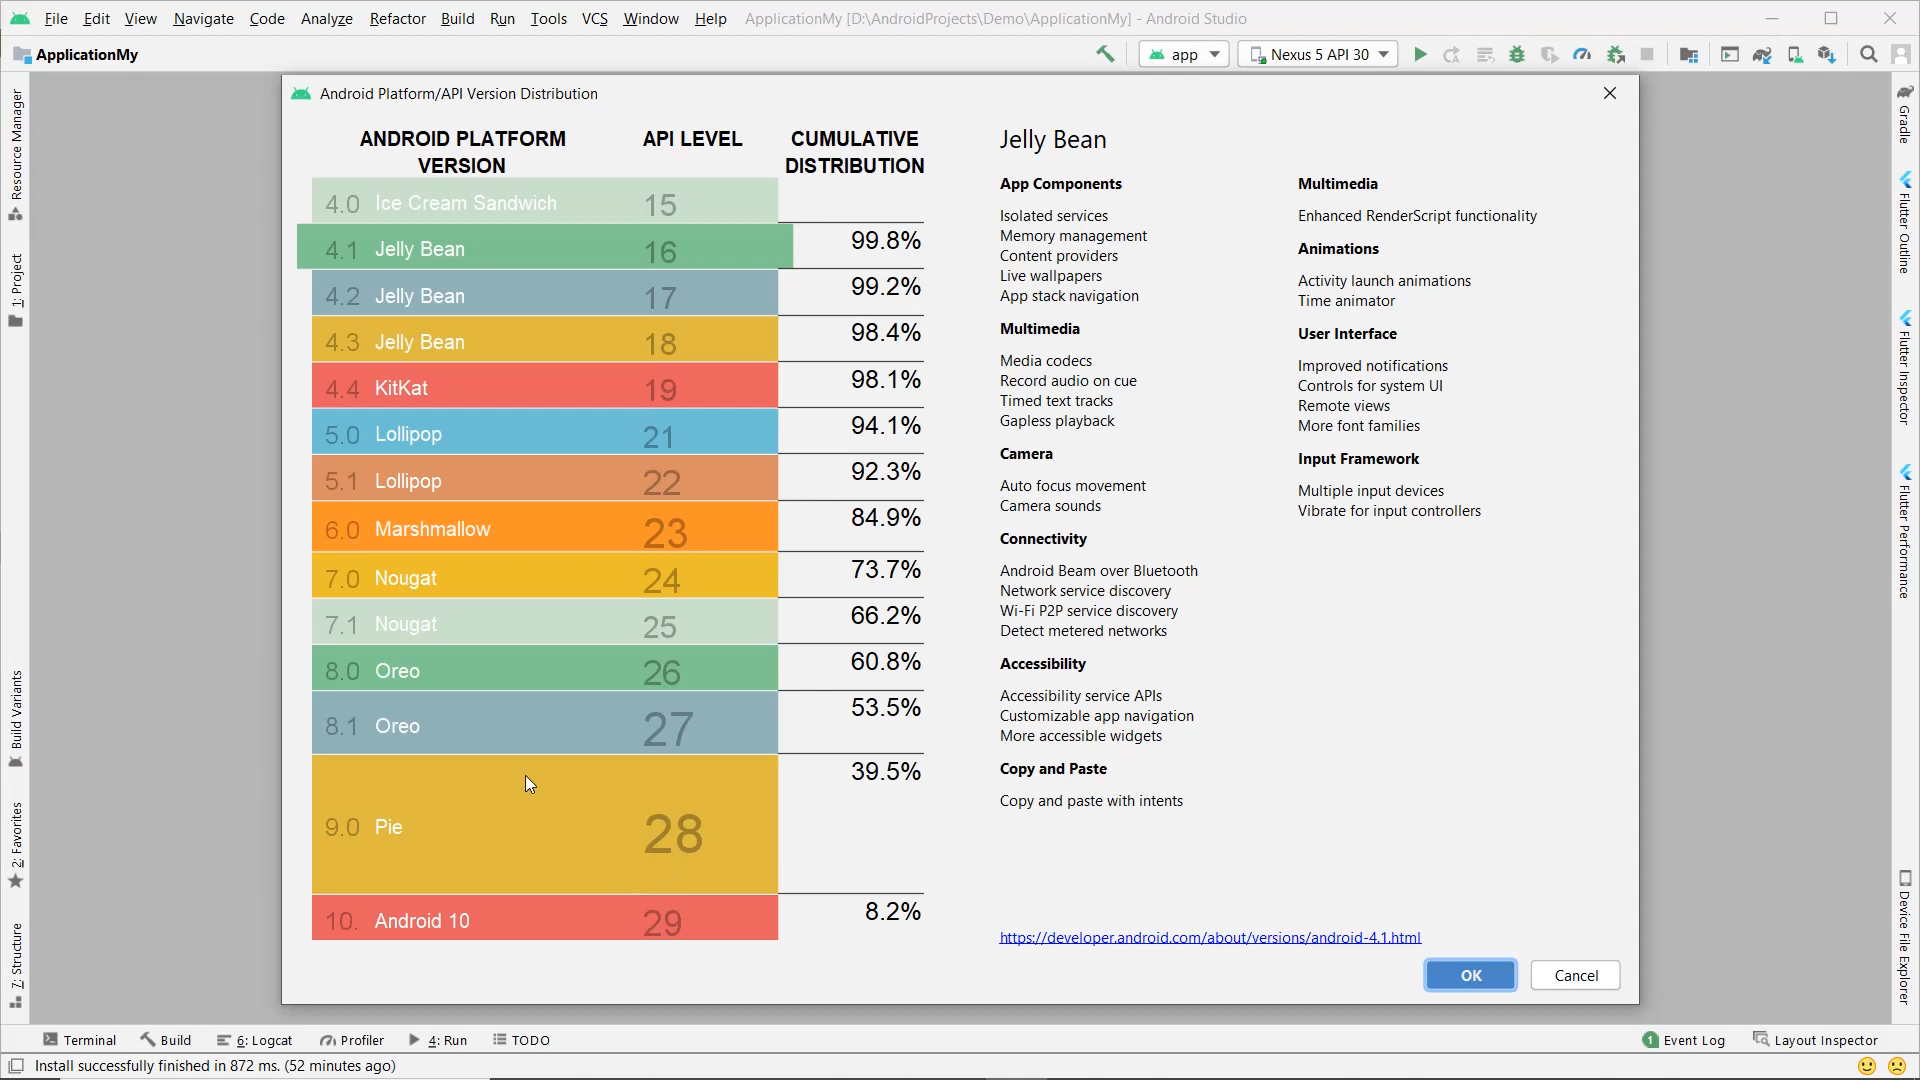 File Edit View Navigate Code Analyze Refactor Build Run Tools VCS Window Help ApplicationMy [D:\AndroidProjects\Demo\ApplicationMy] - Android Studio
ApplicationMy app Nexus 5 API 30
Android Platform/API Version Distribution
ANDROID PLATFORM VERSION API LEVEL CUMULATIVE DISTRIBUTION
4.0 Ice Cream Sandwich 15
4.1 Jelly Bean 16 99.8%
4.2 Jelly Bean 17 99.2%
4.3 Jelly Bean 18 98.4%
4.4 KitKat 19 98.1%
5.0 Lollipop 21 94.1%
5.1 Lollipop 22 92.3%
6.0 Marshmallow 23 84.9%
7.0 Nougat 24 73.7%
7.1 Nougat 25 66.2%
8.0 Oreo 26 60.8%
8.1 Oreo 27 53.5%
9.0 Pie 28 39.5%
10. Android 10 29 8.2%
Jelly Bean
App Components
Isolated services
Memory management
Content providers
Live wallpapers
App stack navigation
Multimedia
Media codecs
Record audio on cue
Timed text tracks
Gapless playback
Camera
Auto focus movement
Camera sounds
Connectivity
Android Beam over Bluetooth
Network service discovery
Wi-Fi P2P service discovery
Detect metered networks
Accessibility
Accessibility service APIs
Customizable app navigation
More accessible widgets
Copy and Paste
Copy and paste with intents
Multimedia
Enhanced RenderScript functionality
Animations
Activity launch animations
Time animator
User Interface
Improved notifications
Controls for system UI
Remote views
More font families
Input Framework
Multiple input devices
Vibrate for input controllers
https://developer.android.com/about/versions/android-4.1.html
OK Cancel
Resource Manager
1: Project
Build Variants
2: Favorites
7: Structure
Gradle
Flutter Outline
Flutter Inspector
Flutter Performance
Device File Explorer
Terminal Build 6: Logcat Profiler 4: Run TODO 1 Event Log Layout Inspector
Install successfully finished in 872 ms. (52 minutes ago)